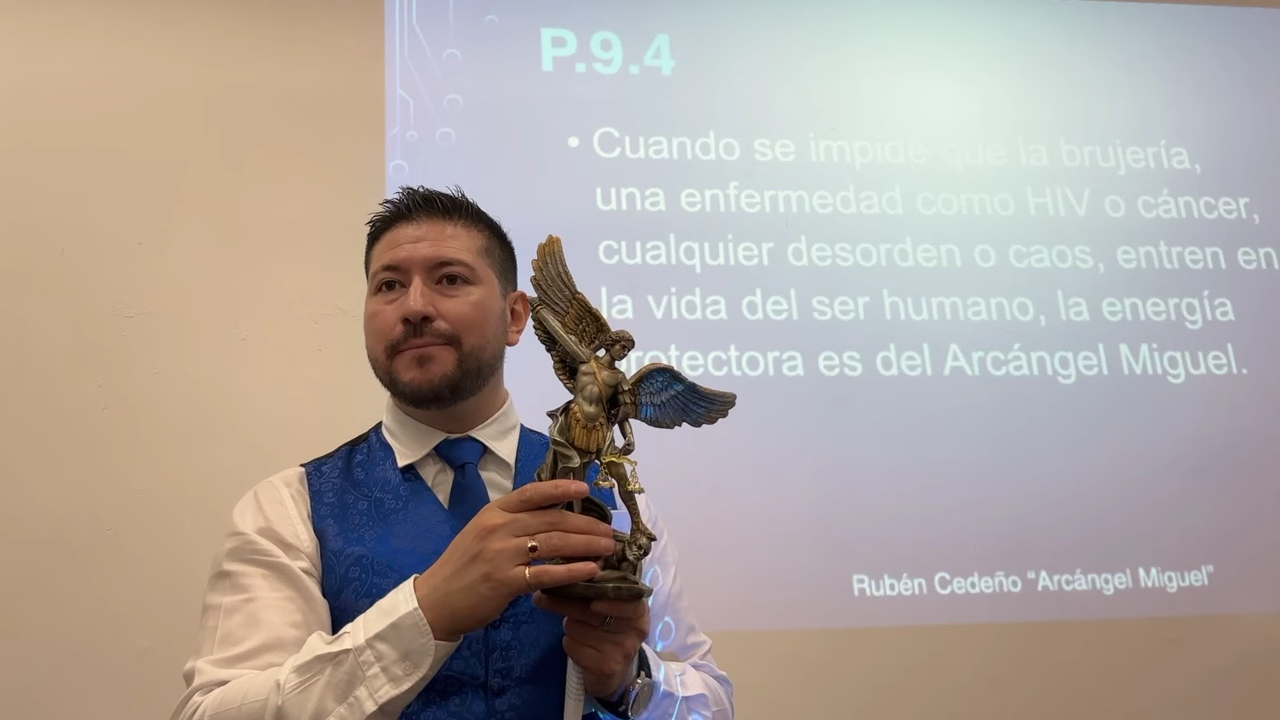 P.9.4
• Cuando se impide que la brujería,
una enfermedad como HIV o cáncer,
cualquier desorden o caos, entren en
la vida del ser humano, la energía
protectora es del Arcángel Miguel.
Rubén Cedeño “Arcángel Miguel”